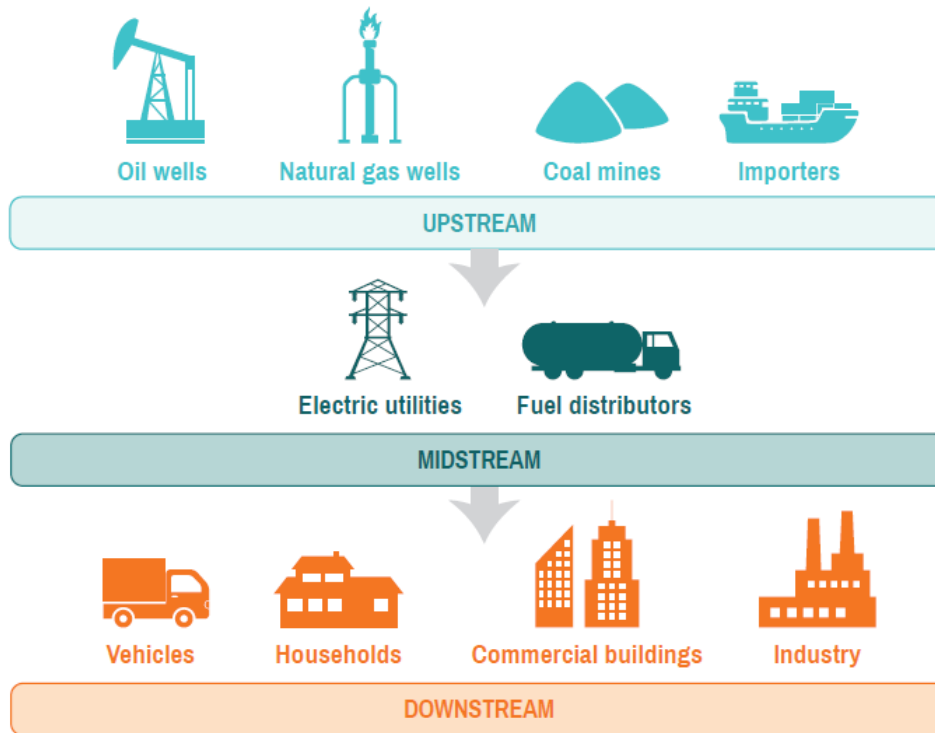 Oil wells
Natural gas wells
Coal mines
Importers
UPSTREAM
Electric utilities
Fuel distributors
MIDSTREAM
Vehicles
Households
Commercial buildings
Industry
DOWNSTREAM